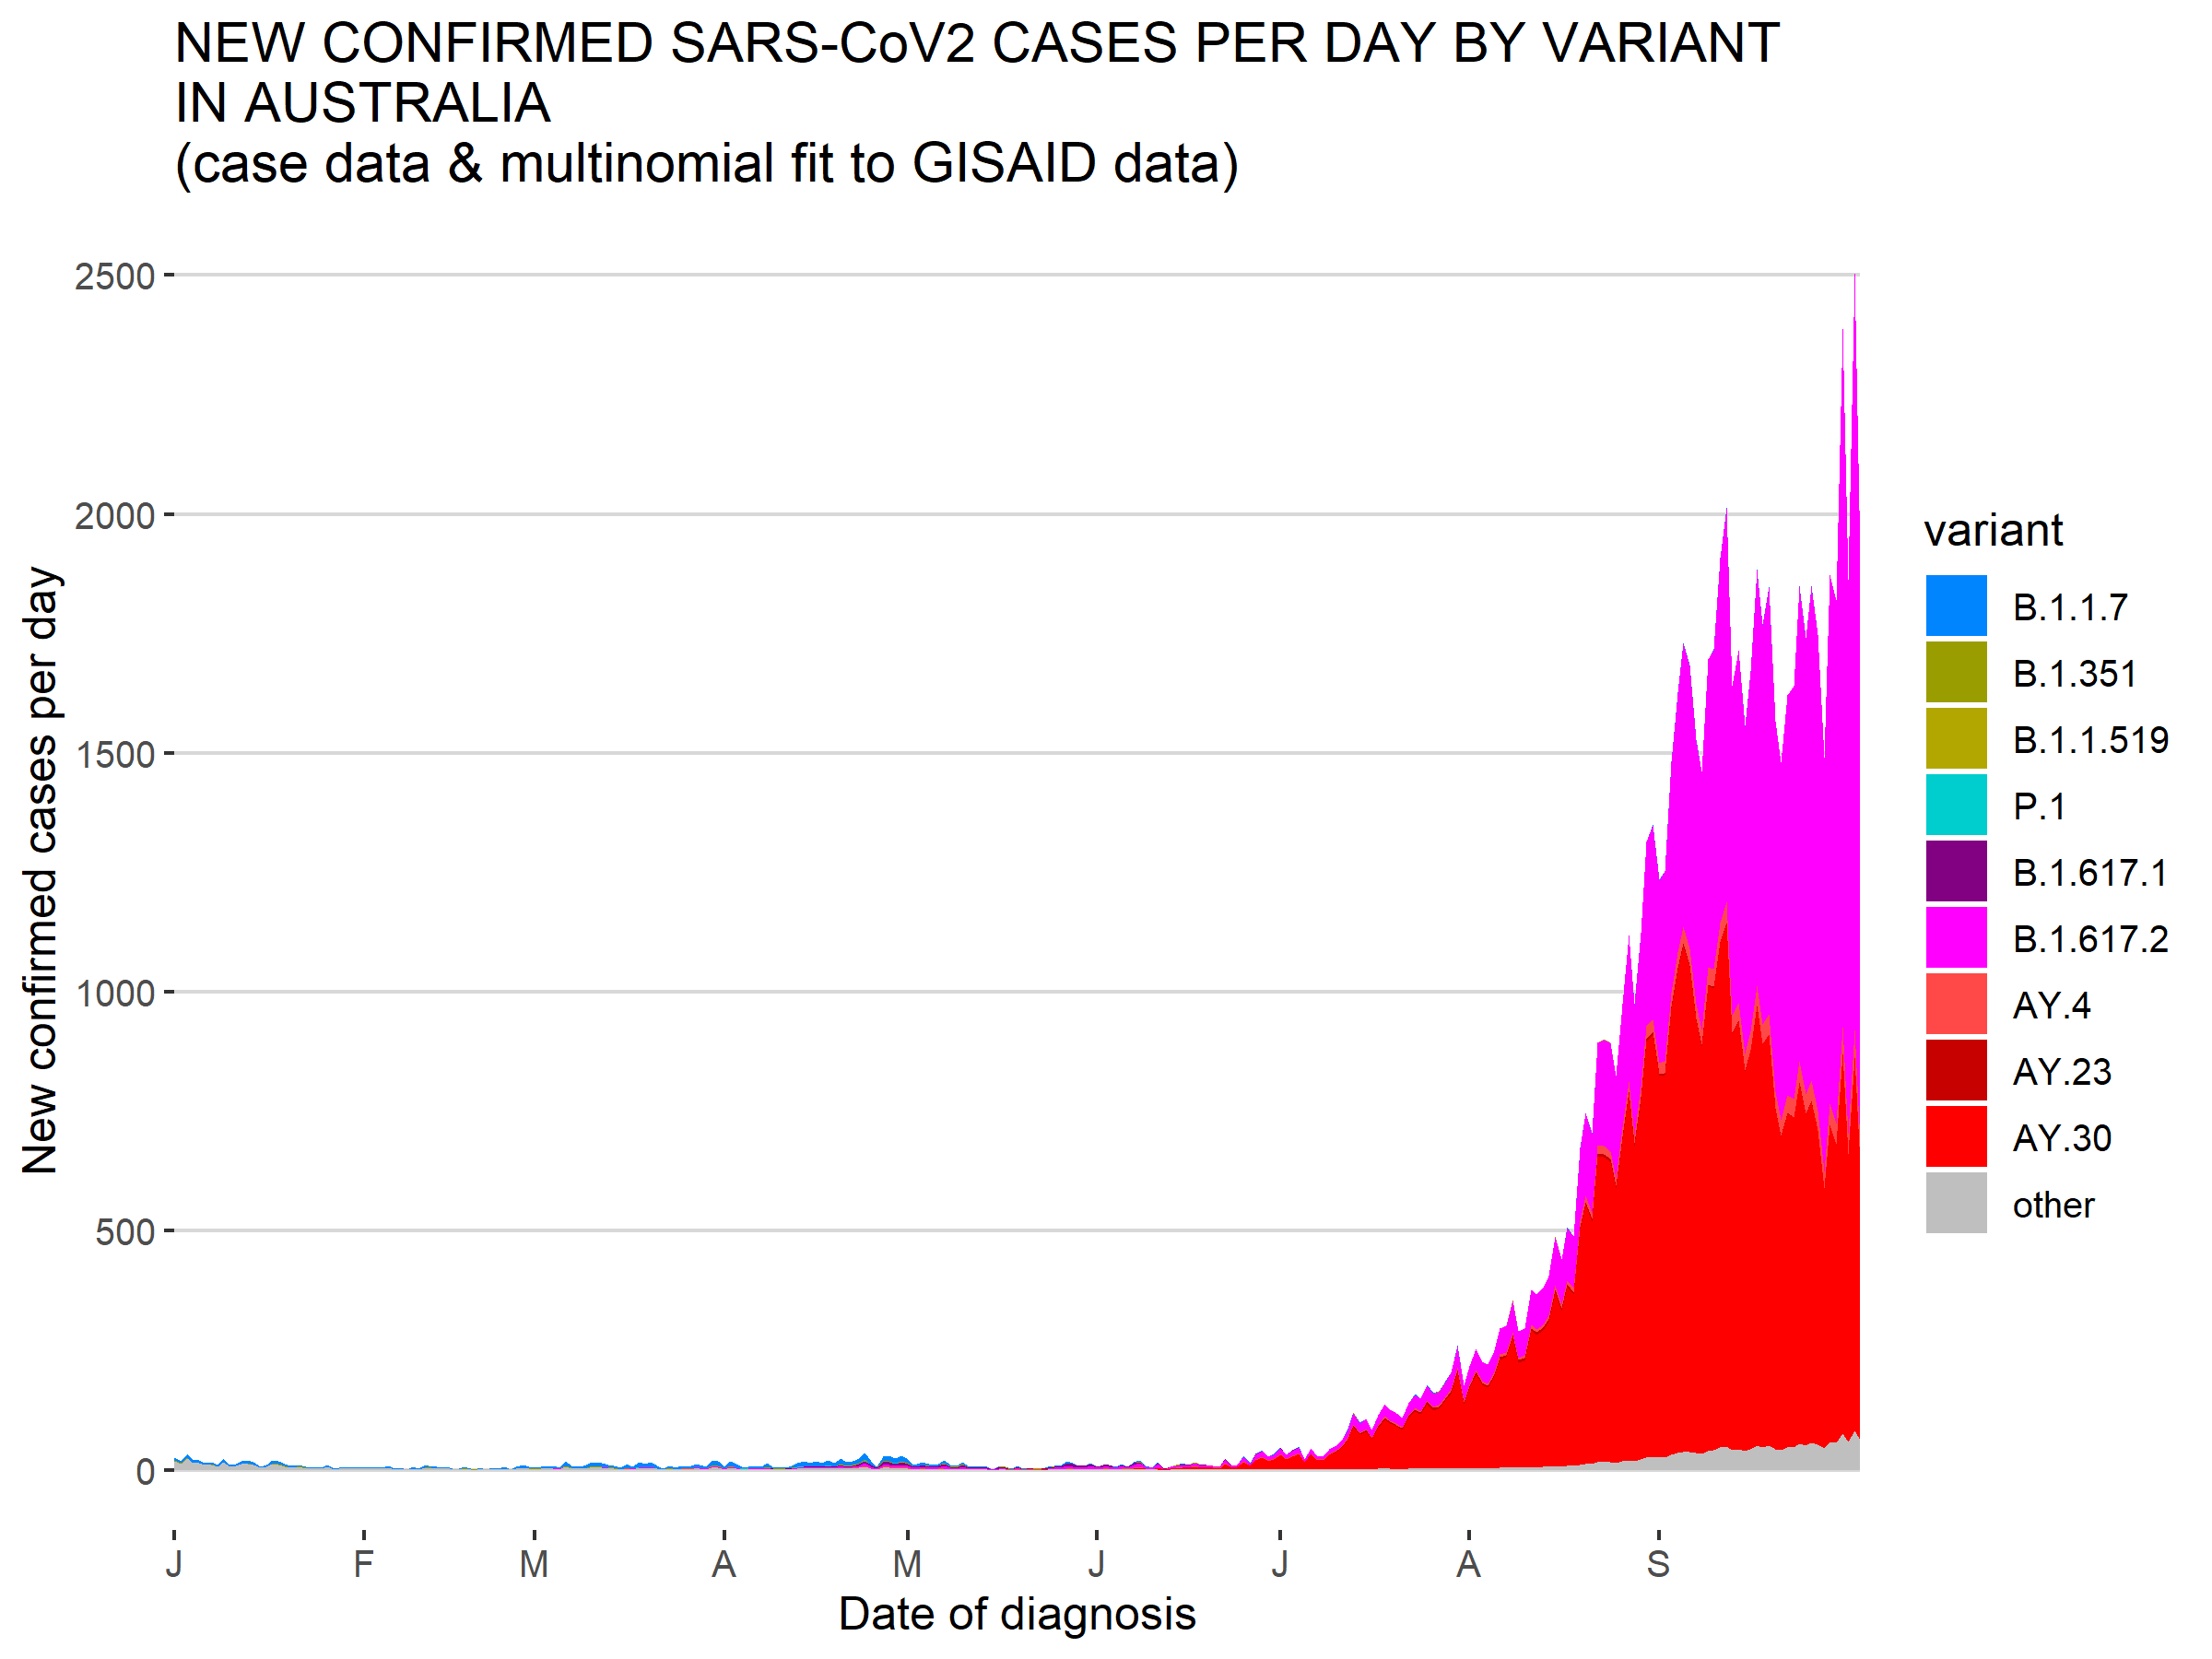 NEW CONFIRMED SARS-CoV2 CASES PER DAY BY VARIANT
IN AUSTRALIA
(case data & multinomial fit to GISAID data)
New confirmed cases per day
2500
2000
1500
1000
500
0
J
F
M
A
M
J
J
A
S
Date of diagnosis
variant
B.1.1.7
B.1.351
B.1.1.519
P.1
B.1.617.1
B.1.617.2
AY.4
AY.23
AY.30
other